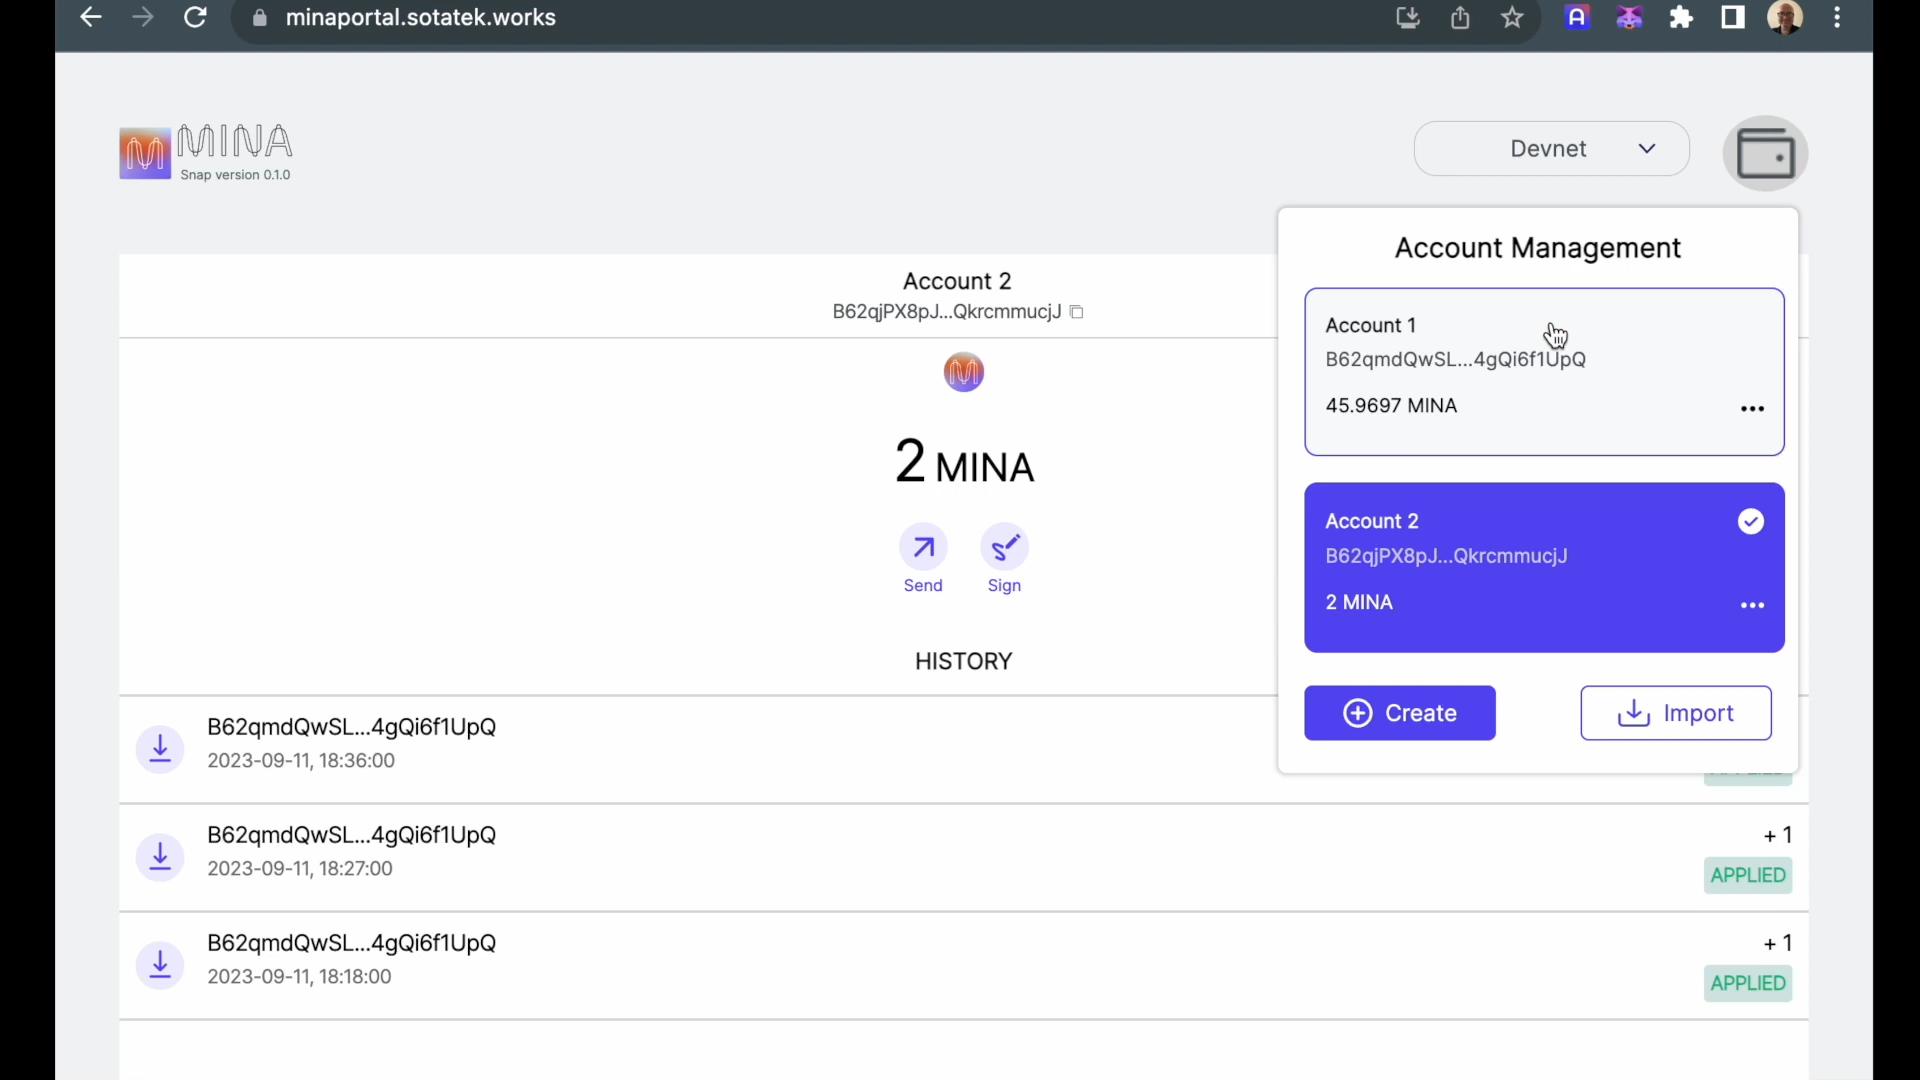 minaportal.sotatek.works
MINA
Snap version 0.1.0
Devnet
Account Management
Account 1
B62qmdQwSL...4gQi6f1UpQ
45.9697 MINA
Account 2
B62qjPX8pJ...QkrcmmucjJ
2 MINA
Create
Import
Account 2
B62qjPX8pJ...QkrcmmucjJ
2 MINA
Send
Sign
HISTORY
B62qmdQwSL...4gQi6f1UpQ
2023-09-11, 18:36:00
B62qmdQwSL...4gQi6f1UpQ
2023-09-11, 18:27:00
+ 1
APPLIED
B62qmdQwSL...4gQi6f1UpQ
2023-09-11, 18:18:00
+ 1
APPLIED